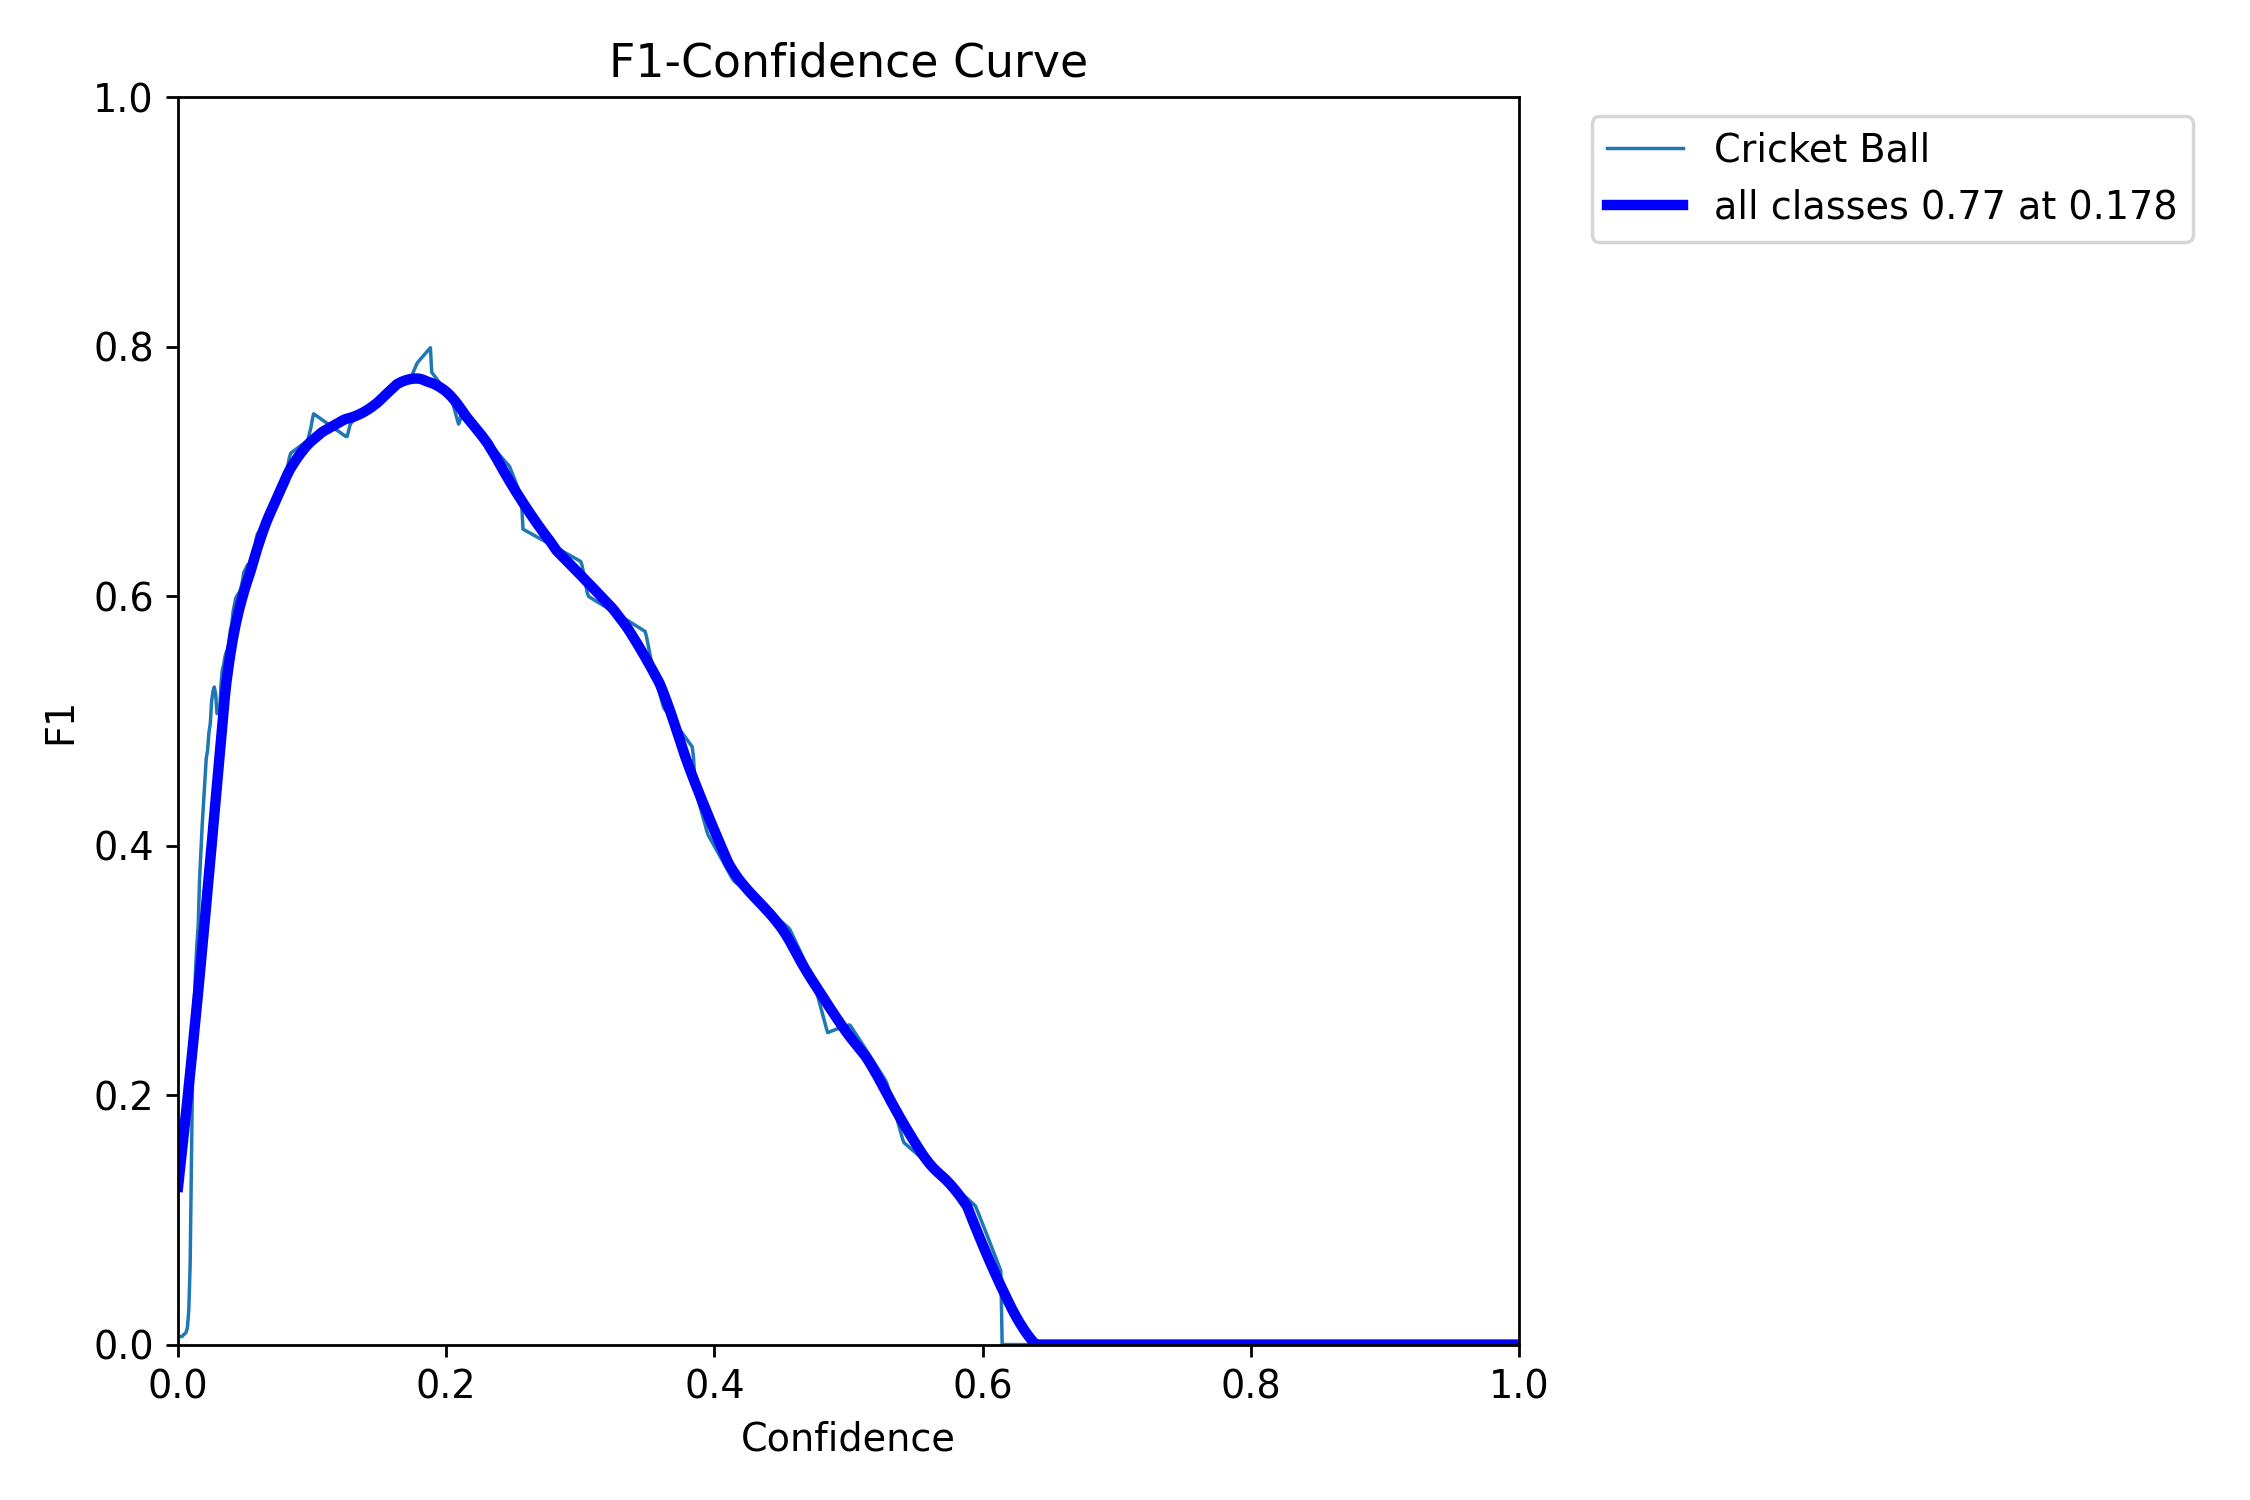 F1-Confidence Curve
Cricket Ball
all classes 0.77 at 0.178
F1
1.0
0.8
0.6
0.4
0.2
0.0
0.0 0.2 0.4 0.6 0.8 1.0
Confidence